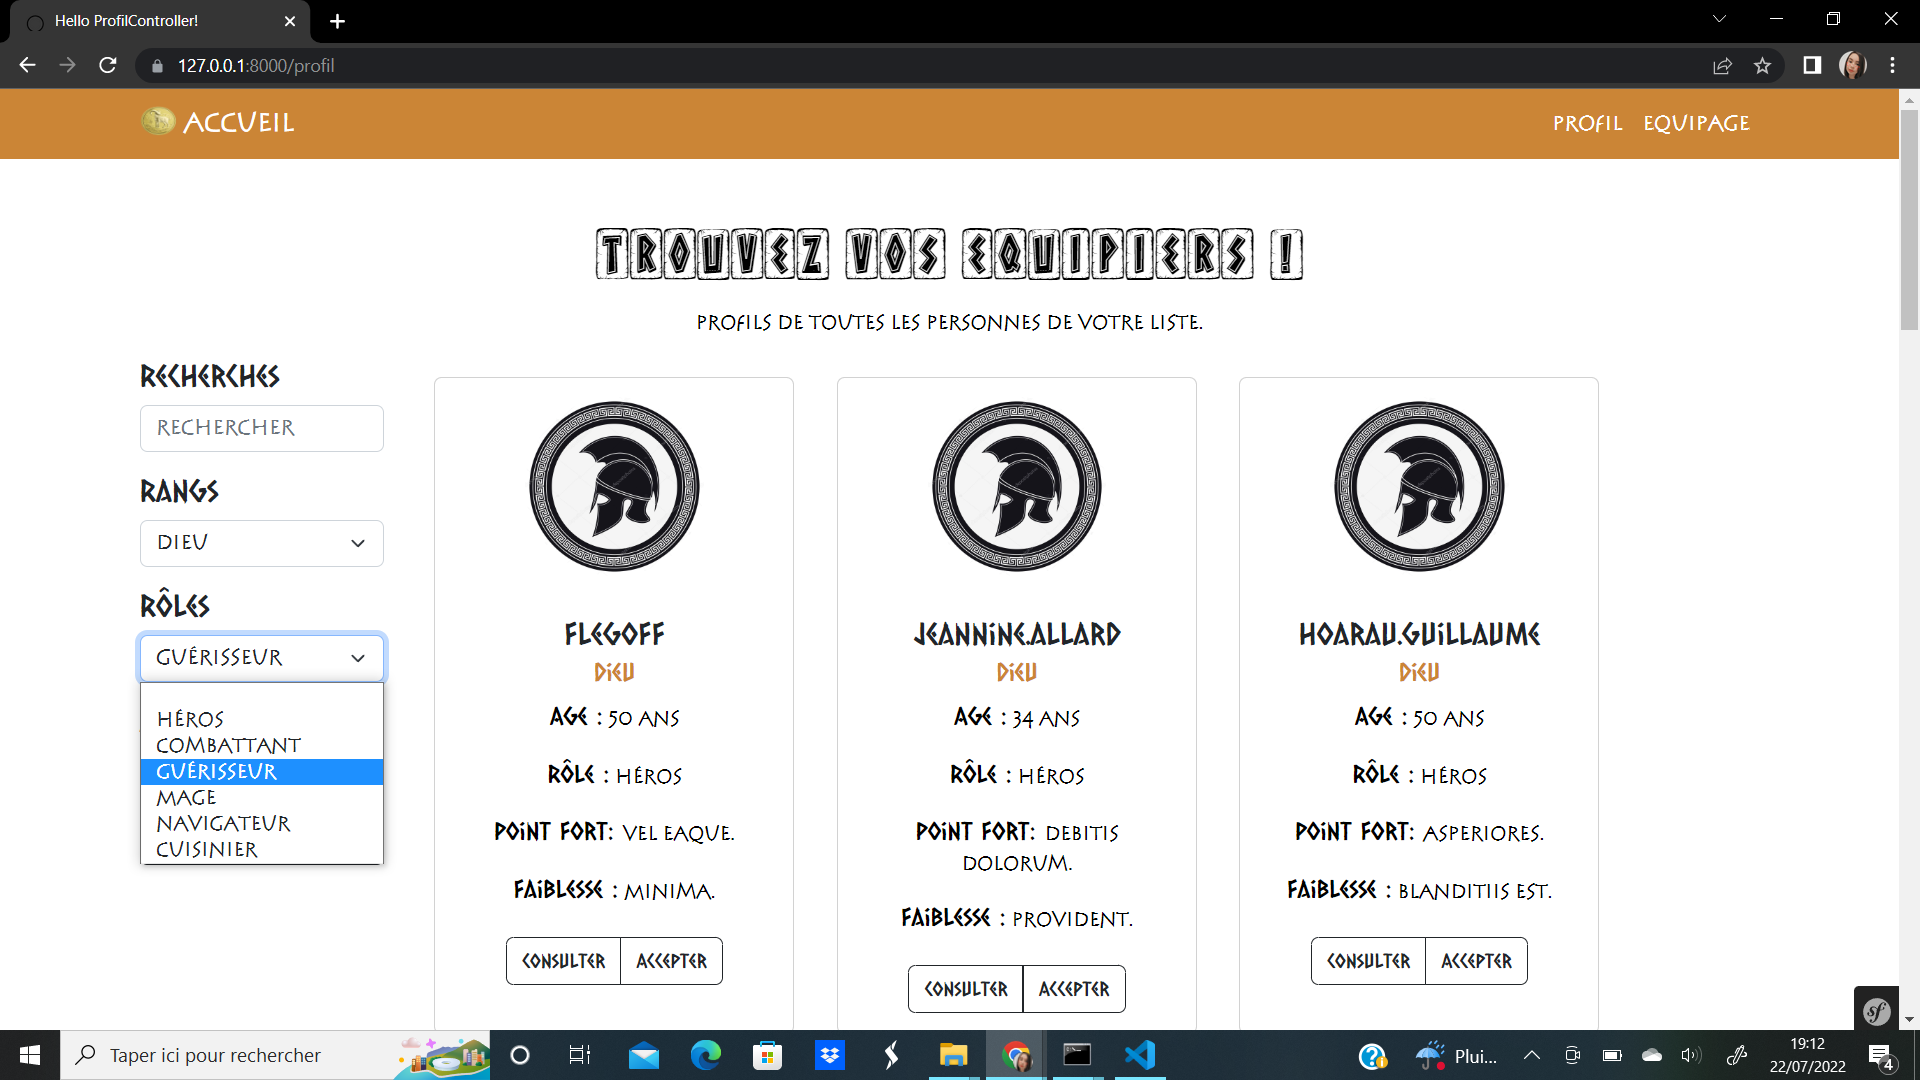 Hello ProfilController!
127.0.0.1:8000/profil
ACCUEIL
PROFIL EQUIPAGE
TROUVEZ VOS EQUIPIERS !
PROFILS DE TOUTES LES PERSONNES DE VOTRE LISTE.
RECHERCHES
RECHERCHER
RANGS
DIEU
RÔLES
GUÉRISSEUR
HÉROS
COMBATTANT
GUÉRISSEUR
MAGE
NAVIGATEUR
CUISINIER
FLEGOFF
DIEU
AGE : 50 ANS
RÔLE : HÉROS
POINT FORT: VEL EAQUE.
FAIBLESSE : MINIMA.
CONSULTER ACCEPTER
JEANNINE.ALLARD
DIEU
AGE : 34 ANS
RÔLE : HÉROS
POINT FORT: DEBITIS
DOLORUM.
FAIBLESSE : PROVIDENT.
CONSULTER ACCEPTER
HOARAU.GUILLAUME
DIEU
AGE : 50 ANS
RÔLE : HÉROS
POINT FORT: ASPERIORES.
FAIBLESSE : BLANDITIIS EST.
CONSULTER ACCEPTER
sf
Taper ici pour rechercher
Plui...
19:12
22/07/2022
4